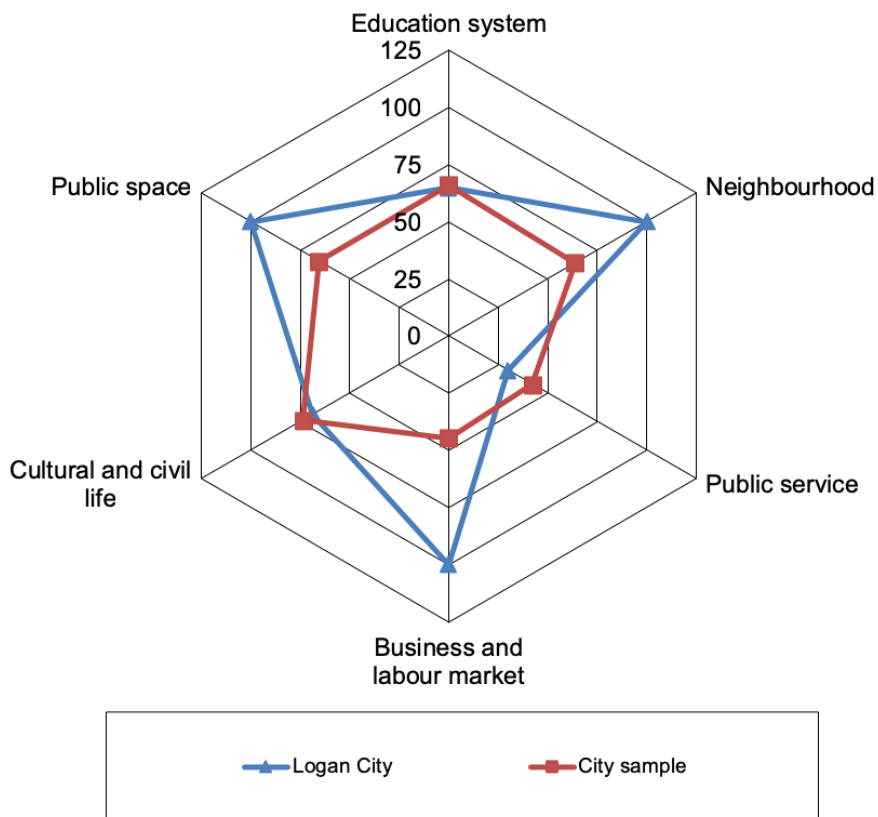 Education system
125
100
75
50
25
0
Public space
Neighbourhood
Cultural and civil
life
Public service
Business and
labour market
Logan City
City sample